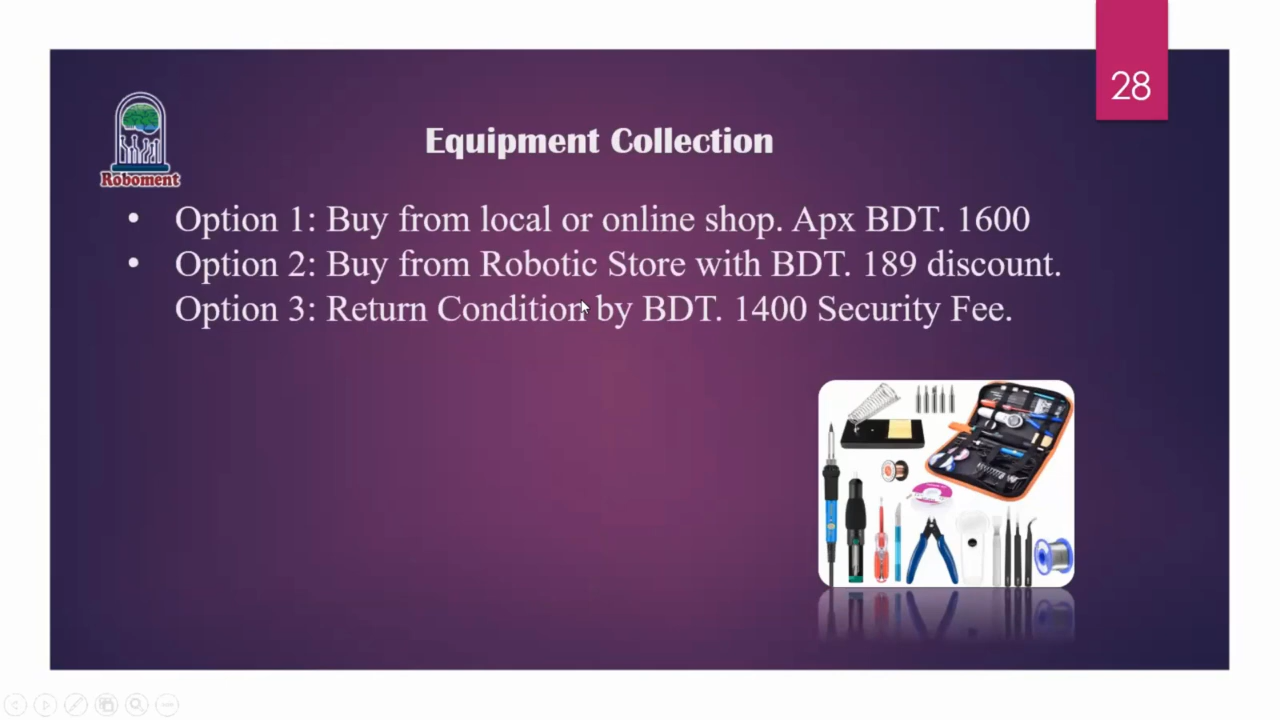 28
Roboment
Equipment Collection
• Option 1: Buy from local or online shop. Apx BDT. 1600
• Option 2: Buy from Robotic Store with BDT. 189 discount.
Option 3: Return Condition by BDT. 1400 Security Fee.